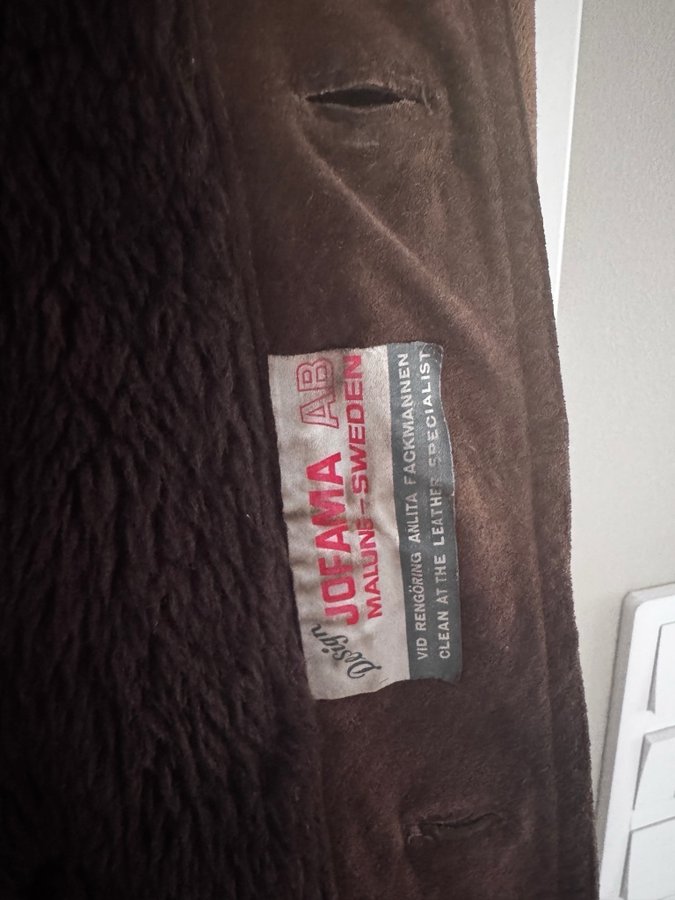 Design JOFAMA AB
MALUNG-SWEDEN
VID RENGÖRING ANLITA FACKMANNEN
CLEAN AT THE LEATHER SPECIALIST